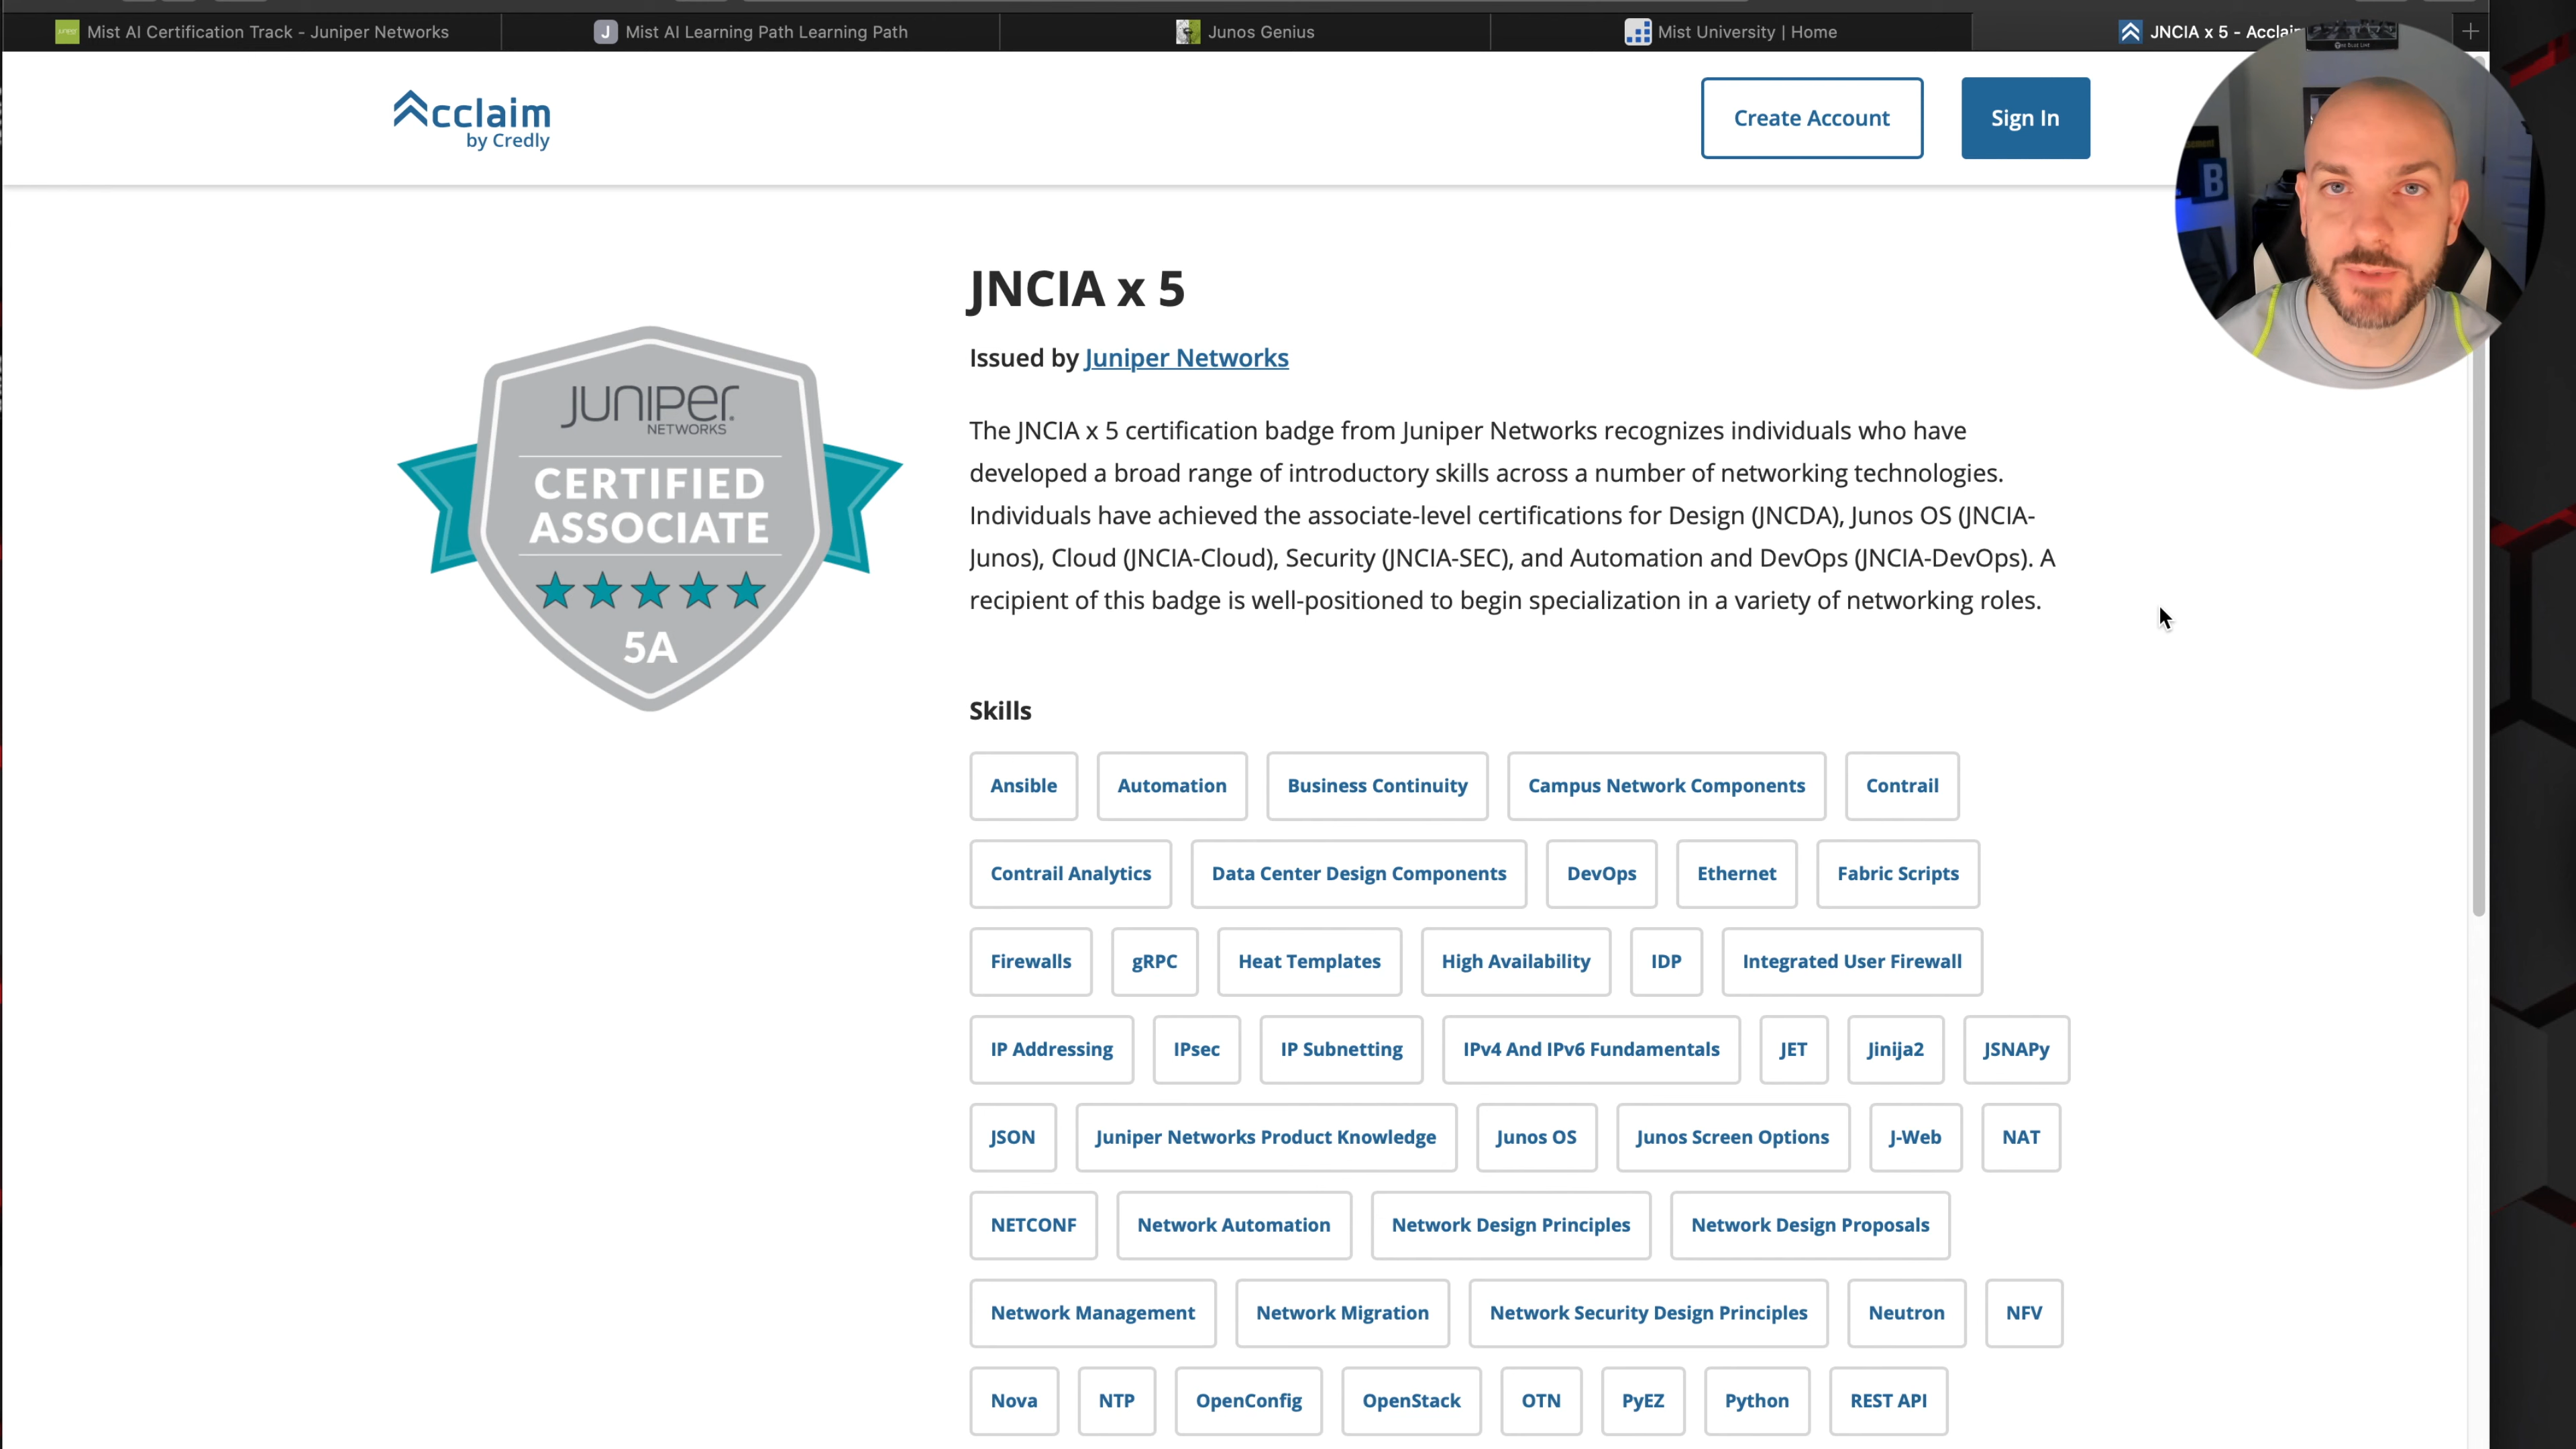 Mist AI Certification Track - Juniper Networks
J Mist AI Learning Path Learning Path
Junos Genius
Mist University | Home
JNCIA x 5 - Acclaim
cclaim
by Credly
Create Account
Sign In
B
JUNIPER
NETWORKS
CERTIFIED
ASSOCIATE
5A
JNCIA x 5
Issued by Juniper Networks
The JNCIA x 5 certification badge from Juniper Networks recognizes individuals who have
developed a broad range of introductory skills across a number of networking technologies.
Individuals have achieved the associate-level certifications for Design (JNCDA), Junos OS (JNCIA-
Junos), Cloud (JNCIA-Cloud), Security (JNCIA-SEC), and Automation and DevOps (JNCIA-DevOps). A
recipient of this badge is well-positioned to begin specialization in a variety of networking roles.
Skills
Ansible Automation Business Continuity Campus Network Components Contrail
Contrail Analytics Data Center Design Components DevOps Ethernet Fabric Scripts
Firewalls gRPC Heat Templates High Availability IDP Integrated User Firewall
IP Addressing IPsec IP Subnetting IPv4 And IPv6 Fundamentals JET Jinija2 JSNAPy
JSON Juniper Networks Product Knowledge Junos OS Junos Screen Options J-Web NAT
NETCONF Network Automation Network Design Principles Network Design Proposals
Network Management Network Migration Network Security Design Principles Neutron NFV
Nova NTP OpenConfig OpenStack OTN PyEZ Python REST API